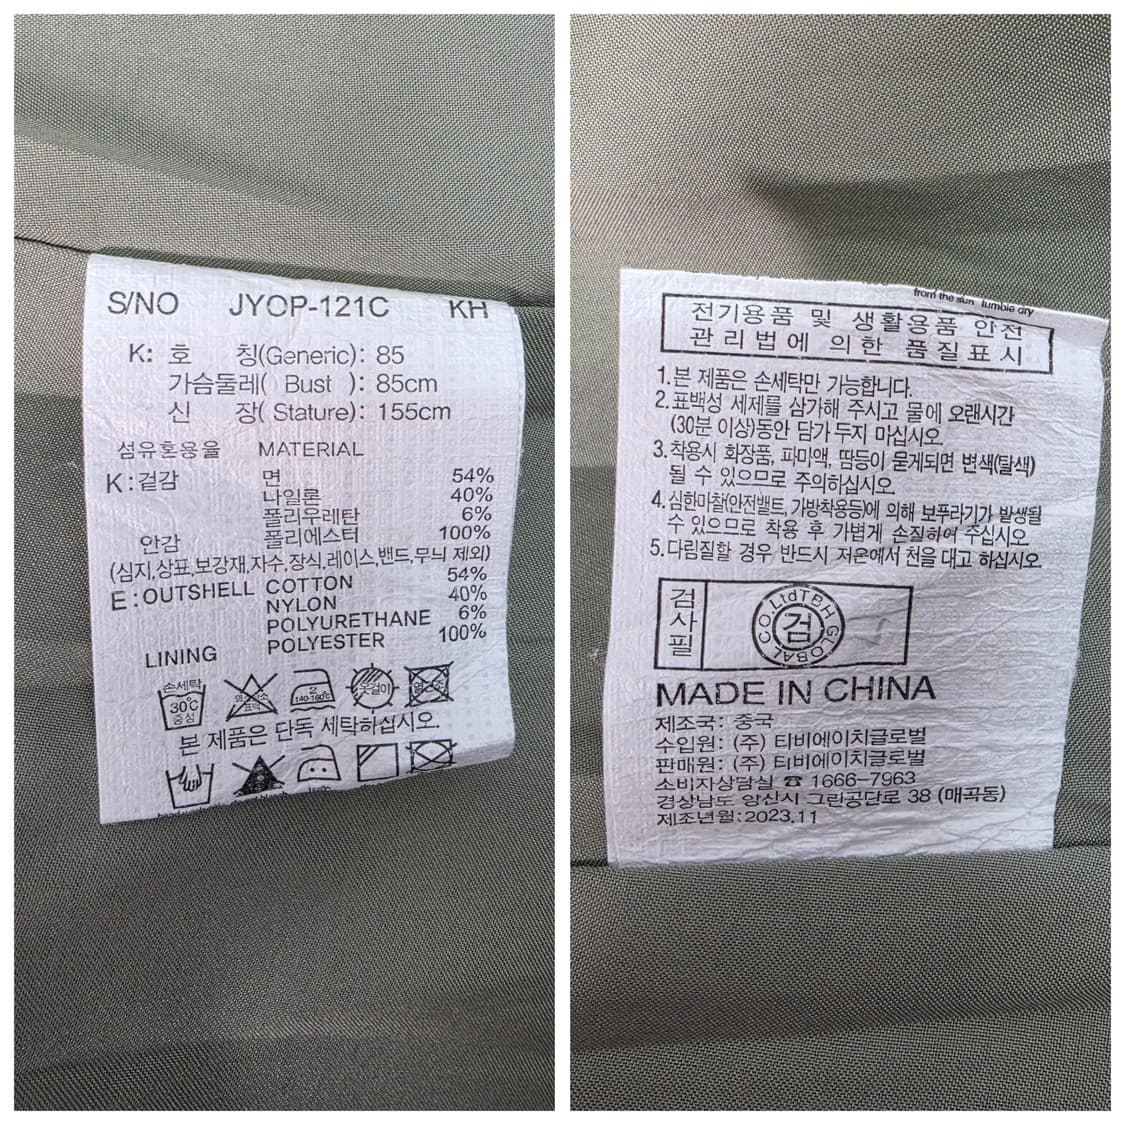 S/NO JYOP-121C KH
K: 호 칭(Generic): 85
가슴둘레( Bust ): 85cm
신 장( Stature): 155cm
섬유혼용율 MATERIAL
K:겉감 면 54%
나일론 40%
폴리우레탄 6%
안감 폴리에스터 100%
(심지,상표,보강재,자수,장식,레이스,밴드,무늬 제외)
E:OUTSHELL COTTON 54%
NYLON 40%
POLYURETHANE 6%
LINING POLYESTER 100%
손세탁
30℃
중성
표백
2
140-160℃
옷걸이
본 제품은 단독 세탁하십시오.
from the sun tumble dry
전기용품 및 생활용품 안전
관리법에 의한 품질표시
1.본 제품은 손세탁만 가능합니다.
2.표백성 세제를 삼가해 주시고 물에 오랜시간
(30분 이상)동안 담가 두지 마십시오.
3.착용시 화장품, 파마액, 땀등이 묻게되면 변색(탈색)
될 수 있으므로 주의하십시오.
4.심한마찰(안전밸트, 가방착용등)에 의해 보푸라기가 발생될
수 있으므로 착용 후 가볍게 손질하여 주십시오.
5.다림질할 경우 반드시 저온에서 천을 대고 하십시오.
검사필
CO.LtdTBH GLOBAL
검
MADE IN CHINA
제조국: 중국
수입원: (주) 티비에이치글로벌
판매원: (주) 티비에이치글로벌
소비자상담실 ☎ 1666-7963
경상남도 양산시 그린공단로 38 (매곡동)
제조년월:2023.11